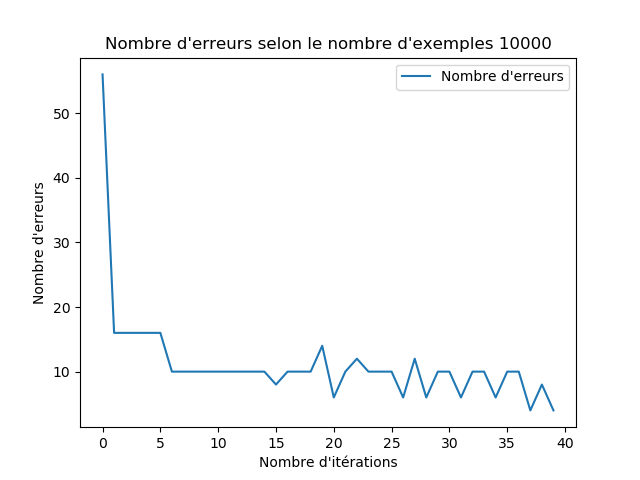 Nombre d'erreurs selon le nombre d'exemples 10000
Nombre d'erreurs
Nombre d'erreurs
50
40
30
20
10
0 5 10 15 20 25 30 35 40
Nombre d'itérations